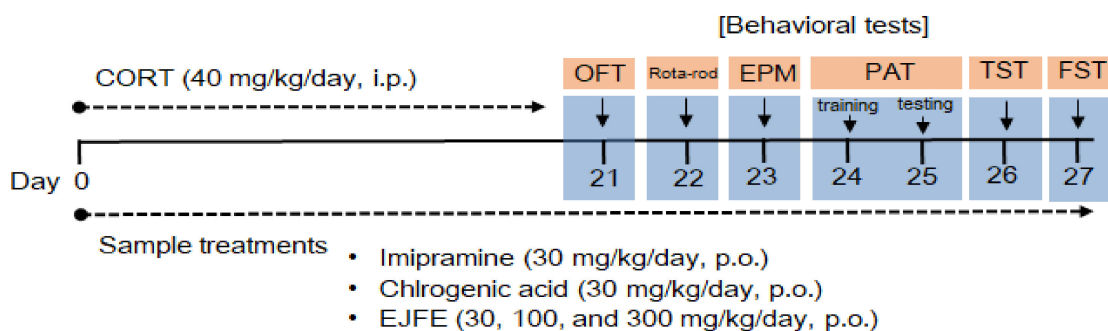 [Behavioral tests]
CORT (40 mg/kg/day, i.p.)
OFT Rota-rod EPM PAT TST FST
training testing
Day 0 21 22 23 24 25 26 27
Sample treatments
• Imipramine (30 mg/kg/day, p.o.)
• Chlrogenic acid (30 mg/kg/day, p.o.)
• EJFE (30, 100, and 300 mg/kg/day, p.o.)